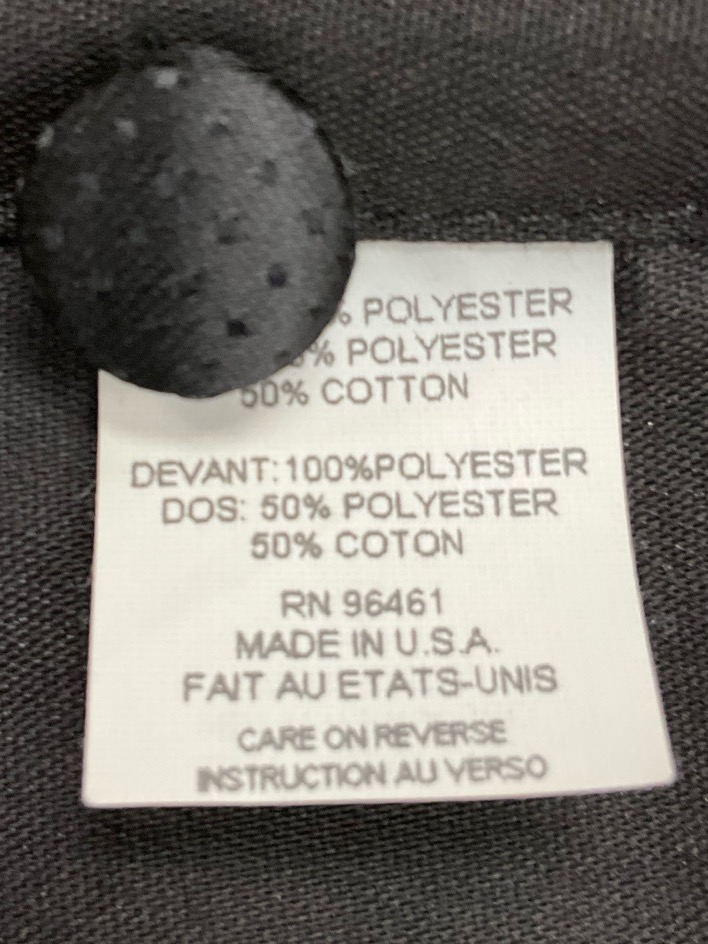 % POLYESTER
% POLYESTER
50% COTTON
DEVANT:100%POLYESTER
DOS: 50% POLYESTER
50% COTON
RN 96461
MADE IN U.S.A.
FAIT AU ETATS-UNIS
CARE ON REVERSE
INSTRUCTION AU VERSO